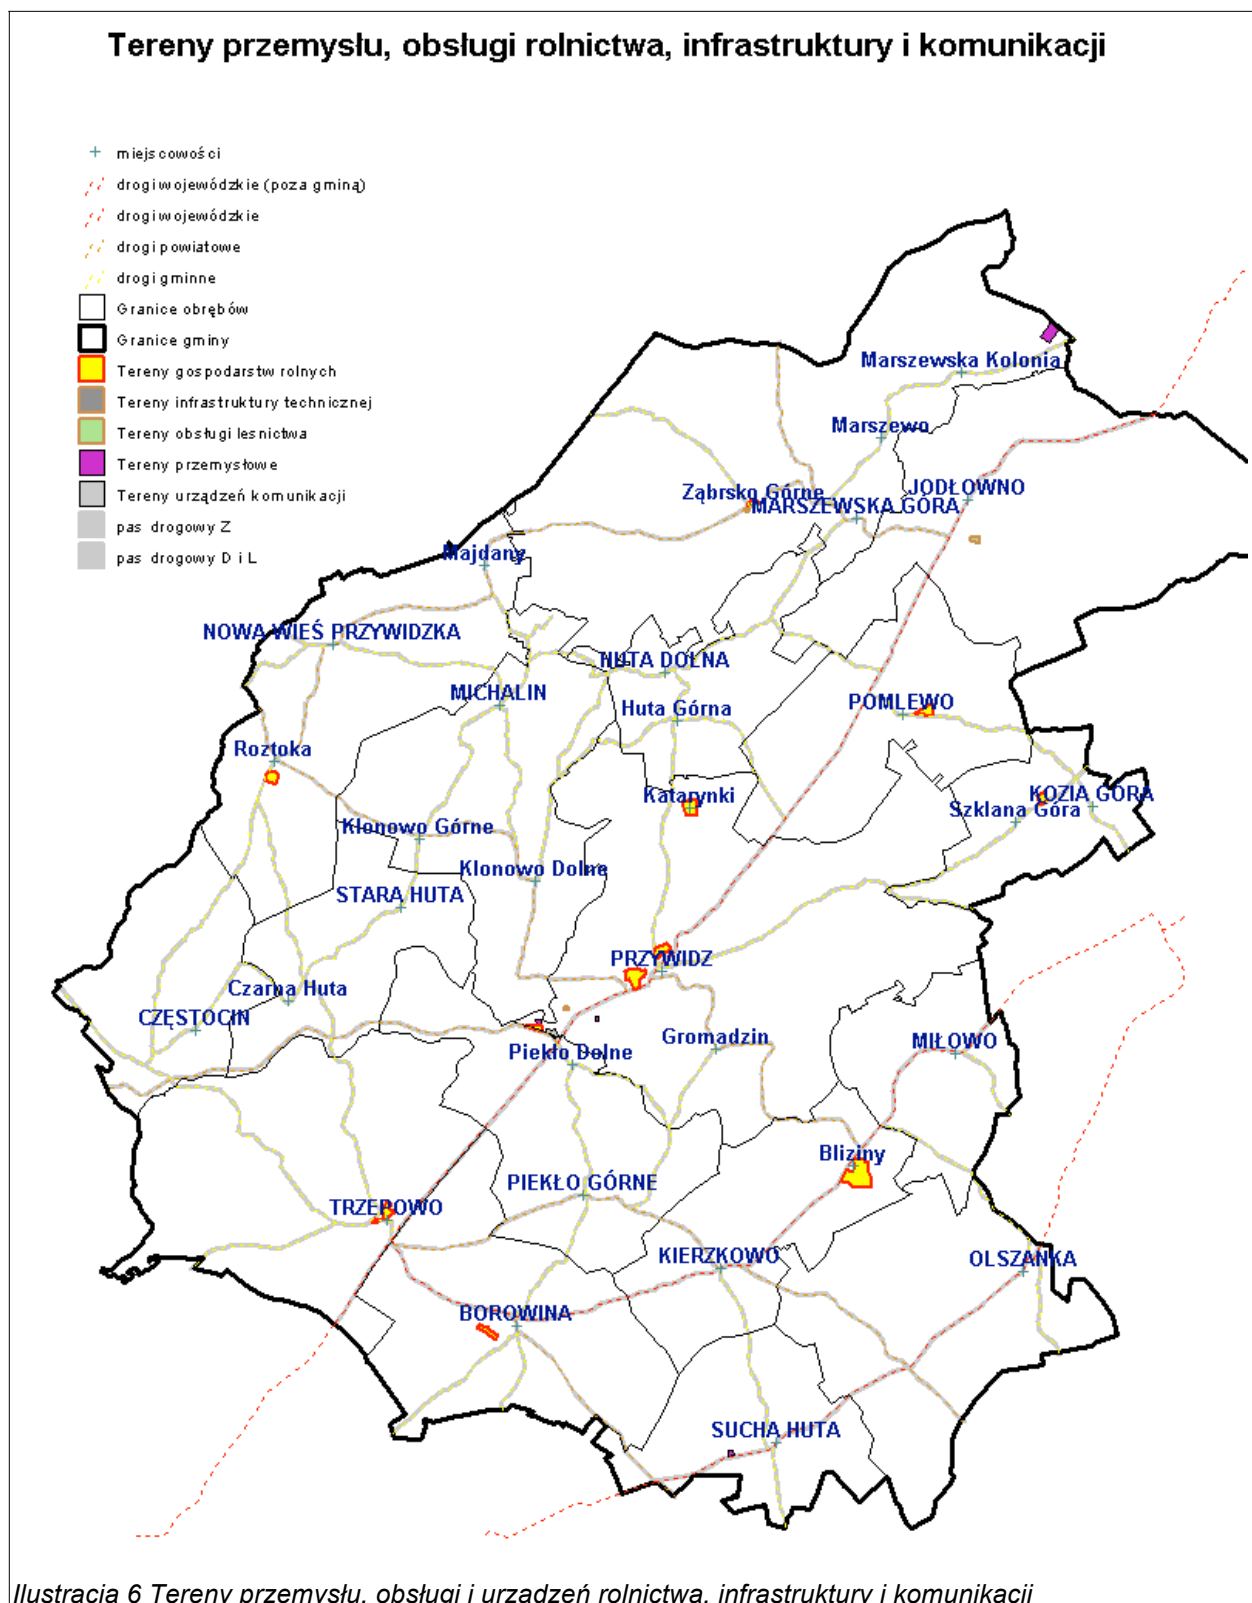 Tereny przemysłu, obsługi rolnictwa, infrastruktury i komunikacji
miejscowości
drogi wojewódzkie (poza gminą)
drogi wojewódzkie
drogi powiatowe
drogi gminne
Granice obrębów
Granice gminy
Tereny gospodarstw rolnych
Tereny infrastruktury technicznej
Tereny obsługi lesnictwa
Tereny przemysłowe
Tereny urządzeń komunikacji
pas drogowy Z
pas drogowy D i L
Marszewska Kolonia
Marszewo
Ząbrsko Górne
JODŁOWNO
MARSZEWSKA GÓRA
Majdany
NOWA WIEŚ PRZYWIDZKA
HUTA DOLNA
MICHALIN
Huta Górna
POMLEWO
Roztoka
Katarynki
KOZIA GÓRA
Szklana Góra
Klonowo Górne
Klonowo Dolne
STARA HUTA
PRZYWIDZ
Czarna Huta
CZĘSTOCIN
Gromadzin
MIŁOWO
Piekło Dolne
Bliziny
PIEKŁO GÓRNE
TRZEPOWO
KIERZKOWO
OLSZANKA
BOROWINA
SUCHA HUTA
Ilustracja 6 Tereny przemysłu, obsługi i urządzeń rolnictwa, infrastruktury i komunikacji